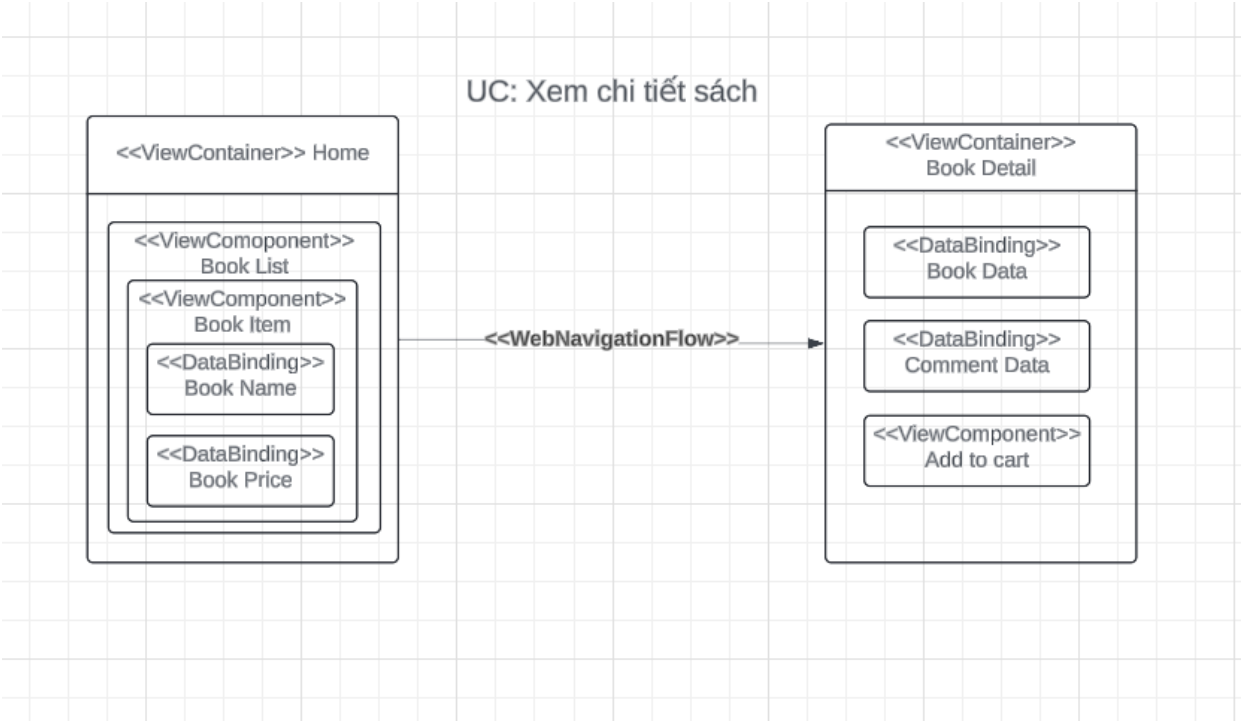 UC: Xem chi tiết sách
<<ViewContainer>> Home
<<ViewComoponent>>
Book List
<<ViewComponent>>
Book Item
<<DataBinding>>
Book Name
<<DataBinding>>
Book Price
<<WebNavigationFlow>>
<<ViewContainer>>
Book Detail
<<DataBinding>>
Book Data
<<DataBinding>>
Comment Data
<<ViewComponent>>
Add to cart